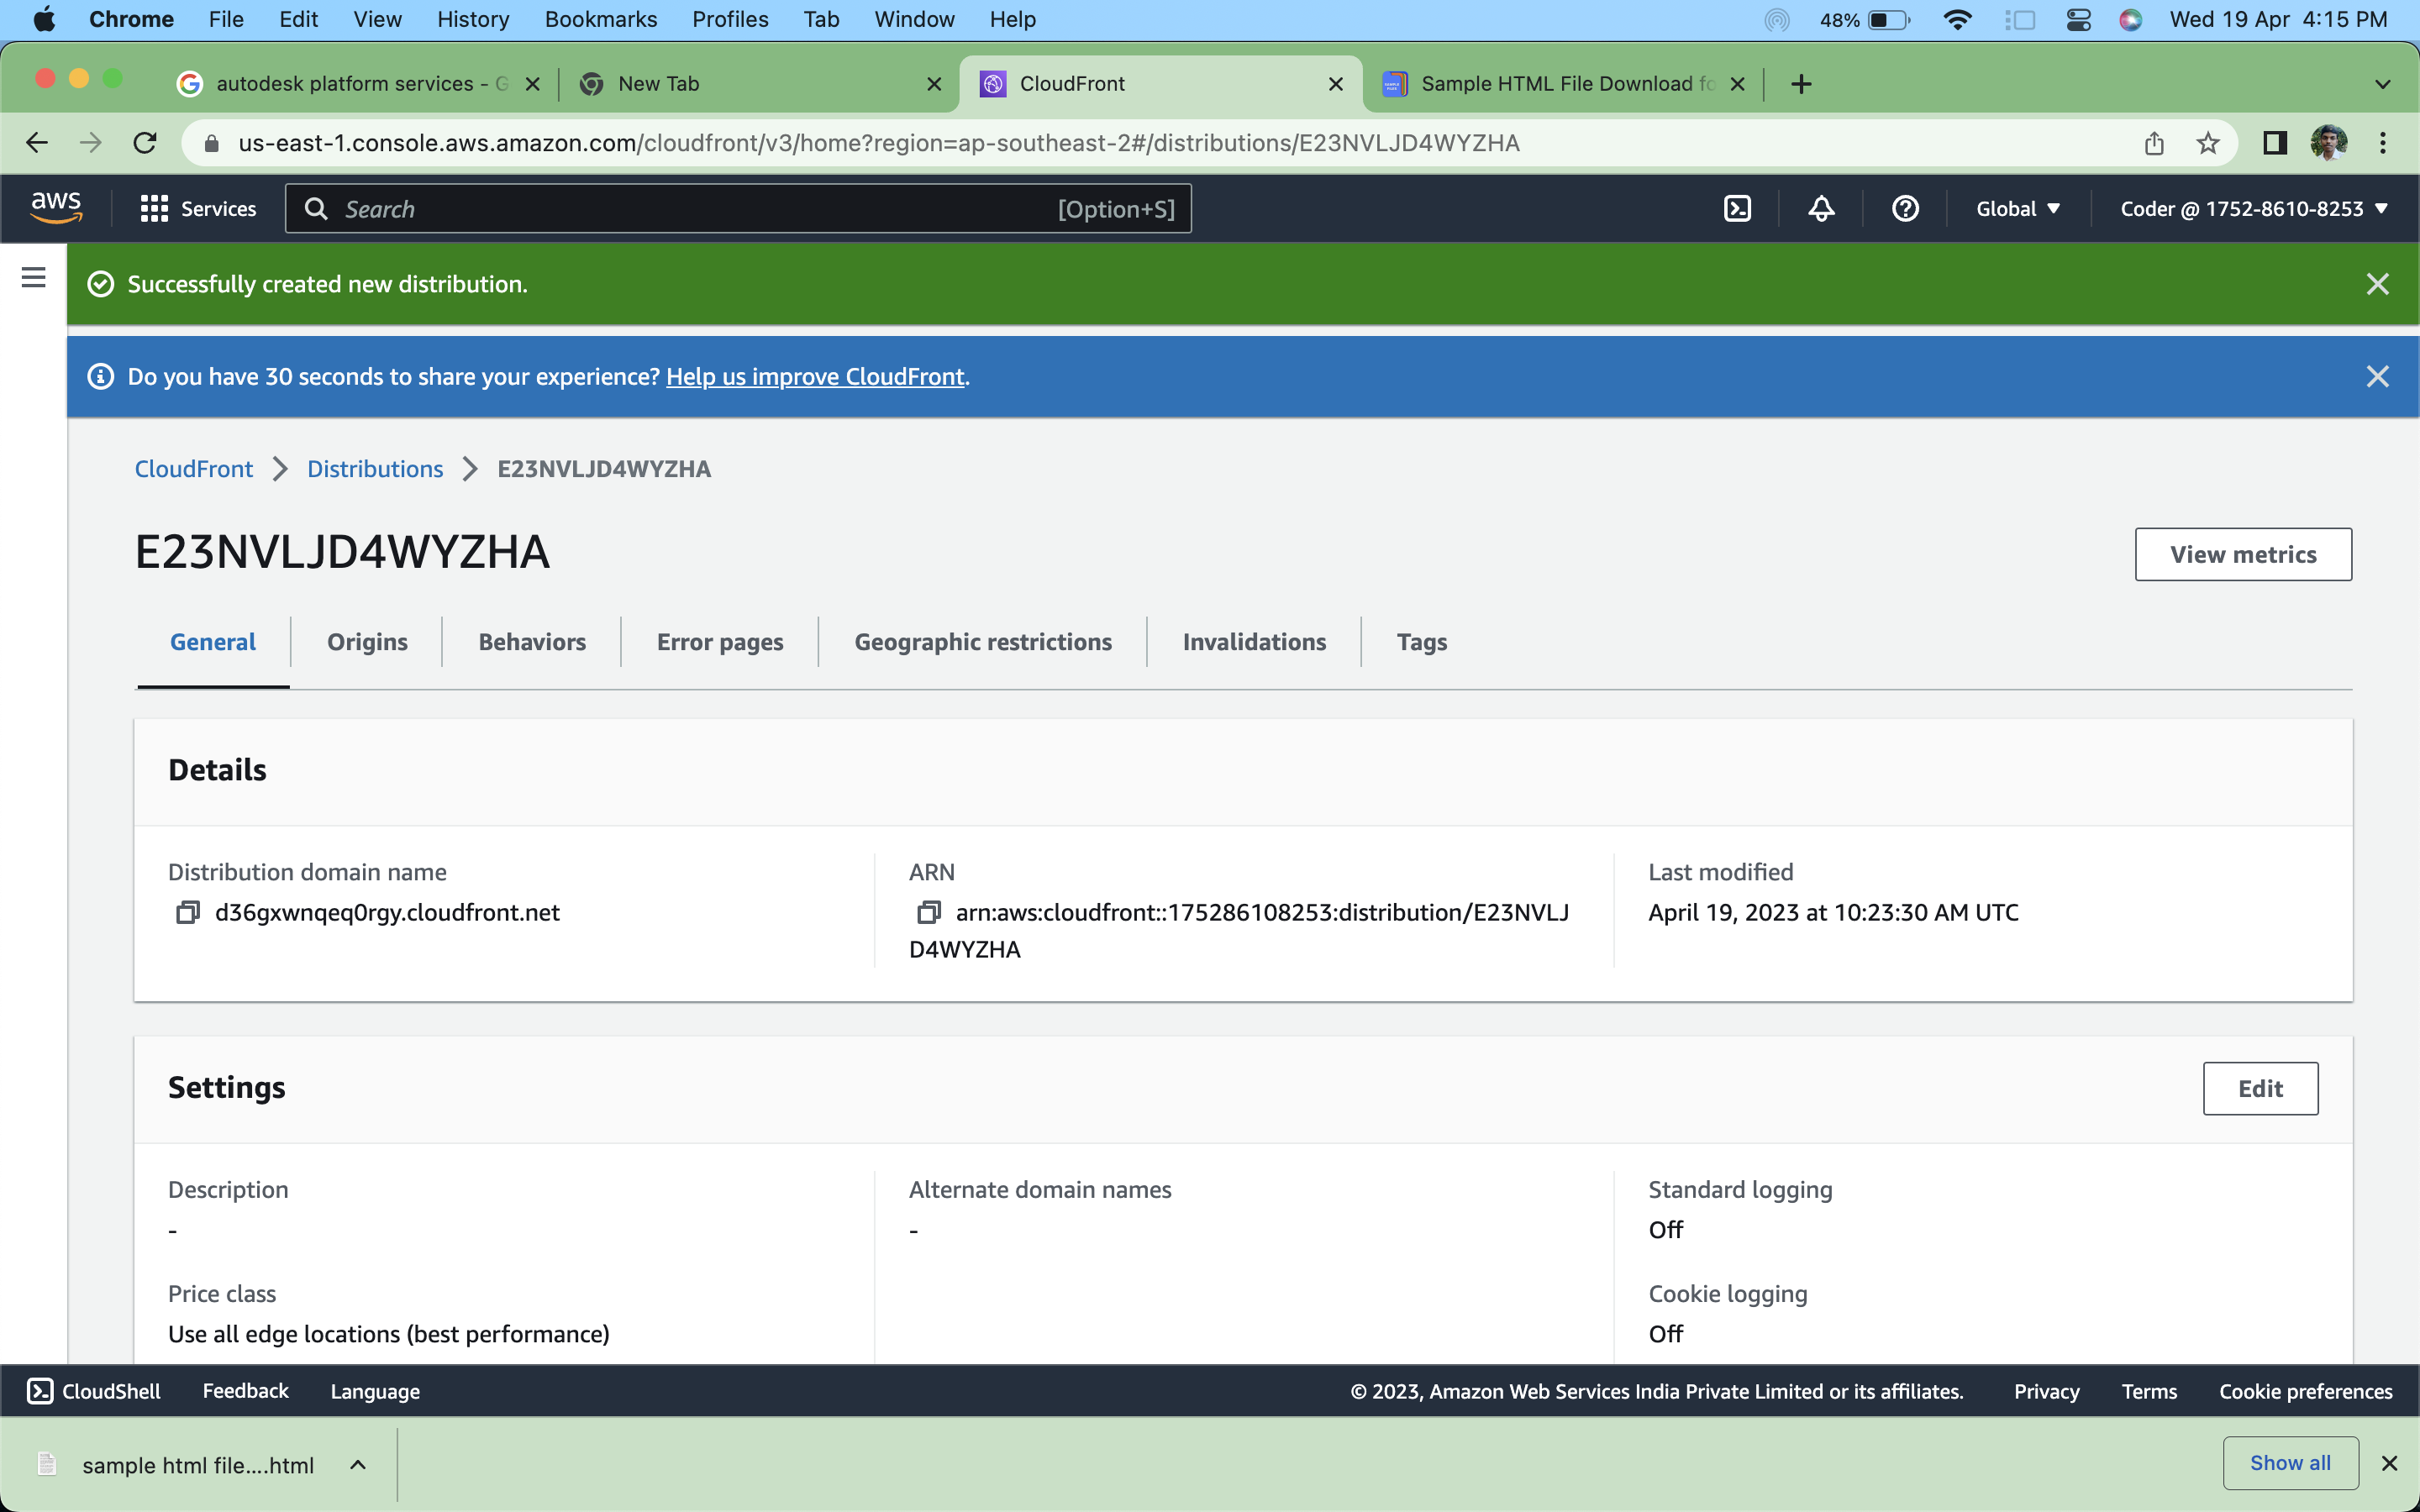 Chrome File Edit View History Bookmarks Profiles Tab Window Help 48% Wed 19 Apr 4:15 PM
autodesk platform services - G New Tab CloudFront Sample HTML File Download fo
us-east-1.console.aws.amazon.com/cloudfront/v3/home?region=ap-southeast-2#/distributions/E23NVLJD4WYZHA
aws Services Search [Option+S] Global Coder @ 1752-8610-8253
Successfully created new distribution.
Do you have 30 seconds to share your experience? Help us improve CloudFront.
CloudFront Distributions E23NVLJD4WYZHA
E23NVLJD4WYZHA View metrics
General Origins Behaviors Error pages Geographic restrictions Invalidations Tags
Details
Distribution domain name
d36gxwnqeq0rgy.cloudfront.net
ARN
arn:aws:cloudfront::175286108253:distribution/E23NVLJ
D4WYZHA
Last modified
April 19, 2023 at 10:23:30 AM UTC
Settings Edit
Description
-
Price class
Use all edge locations (best performance)
Alternate domain names
-
Standard logging
Off
Cookie logging
Off
CloudShell Feedback Language © 2023, Amazon Web Services India Private Limited or its affiliates. Privacy Terms Cookie preferences
sample html file....html Show all